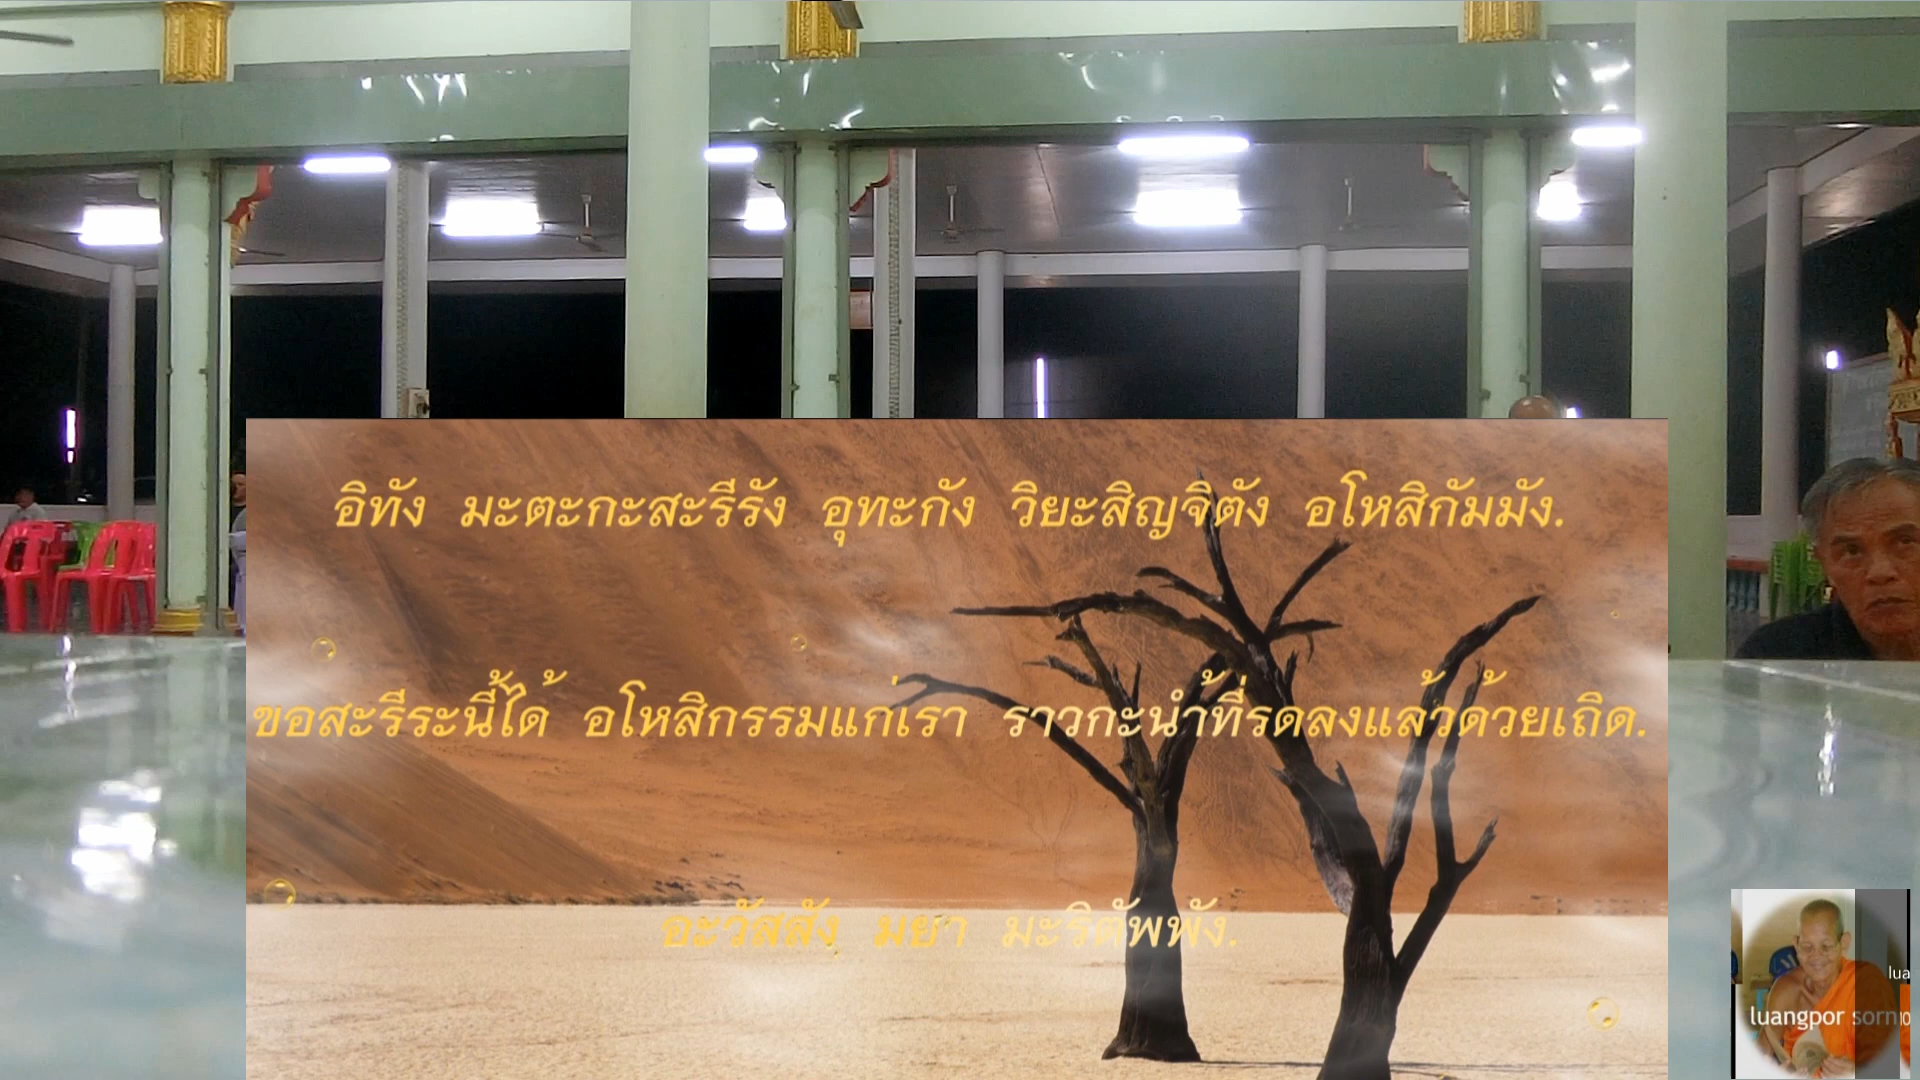 อิทัง มะตะกะสะรีรัง อุทะกัง วิยะสิญจิตัง อโหสิกัมมัง.
ขอสะรีระนี้ได้ อโหสิกรรมแก่เรา ราวกะน้ำที่รดลงแล้วด้วยเถิด.
อะวัสสัง มยา มะริตัพพัง.
luangpor sorn
lua